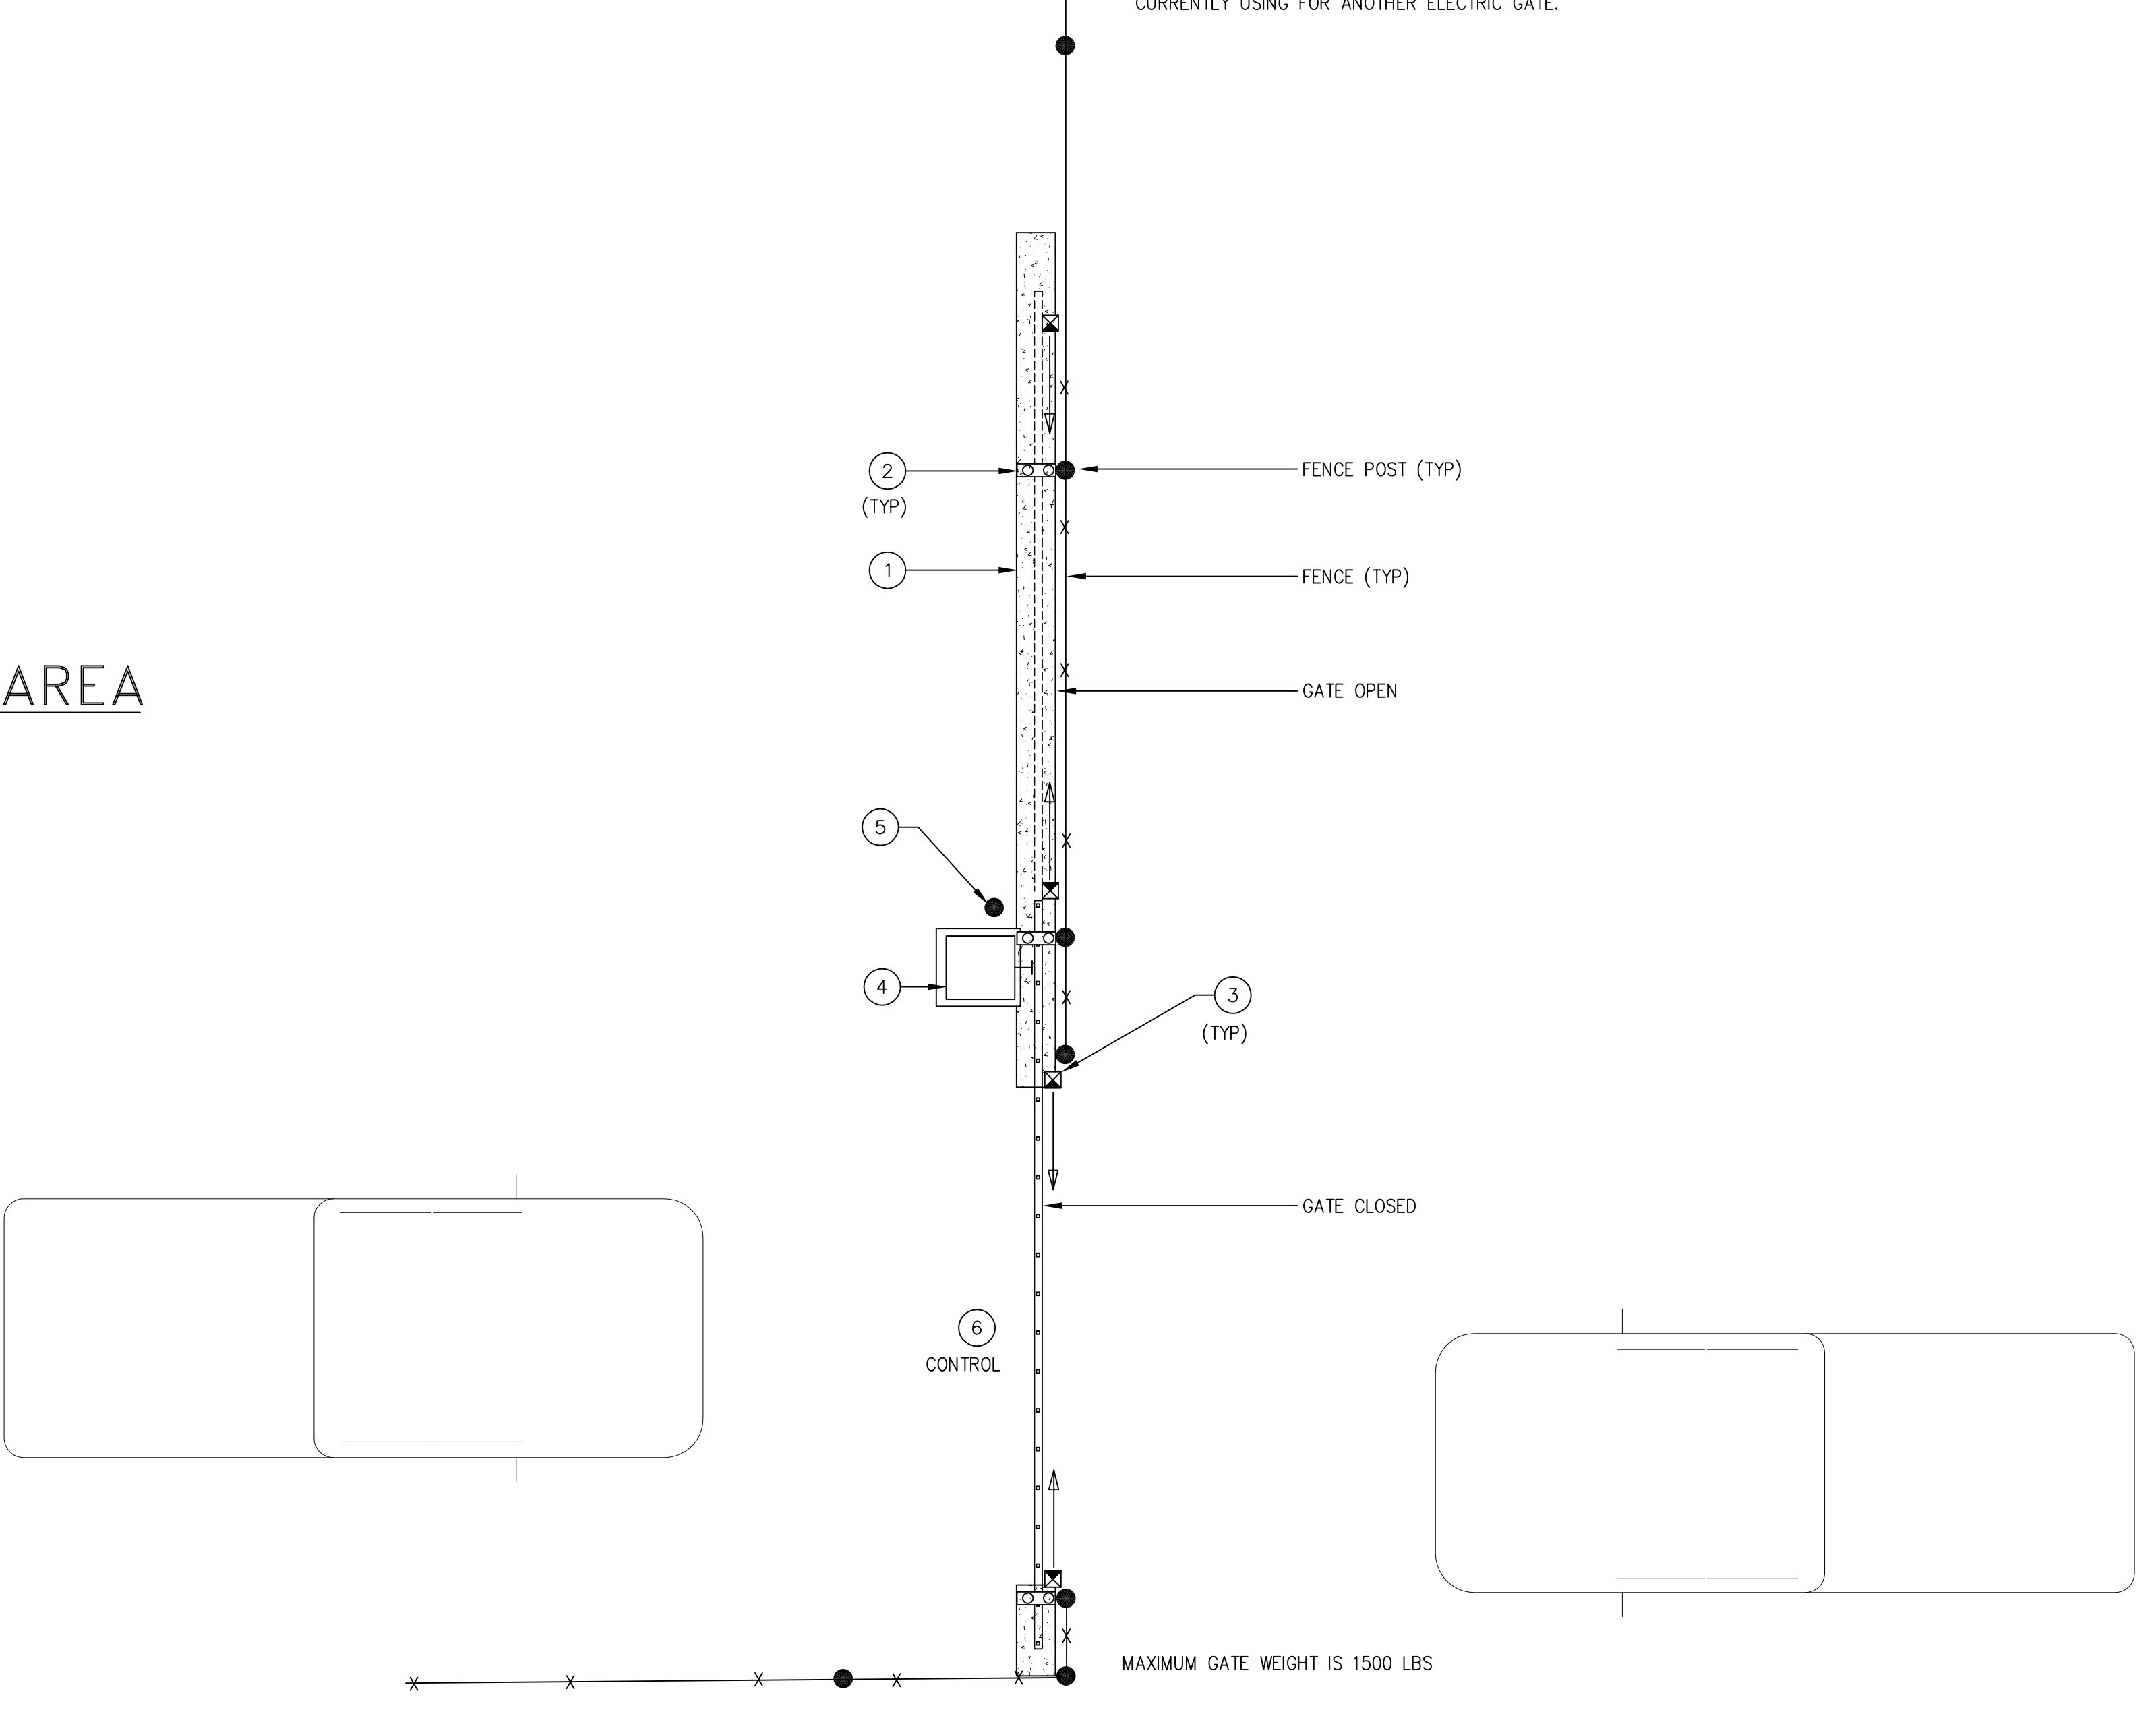 CURRENTLY USING FOR ANOTHER ELECTRIC GATE.
2
(TYP)
FENCE POST (TYP)
1
FENCE (TYP)
AREA
GATE OPEN
5
4
3
(TYP)
GATE CLOSED
6
CONTROL
MAXIMUM GATE WEIGHT IS 1500 LBS